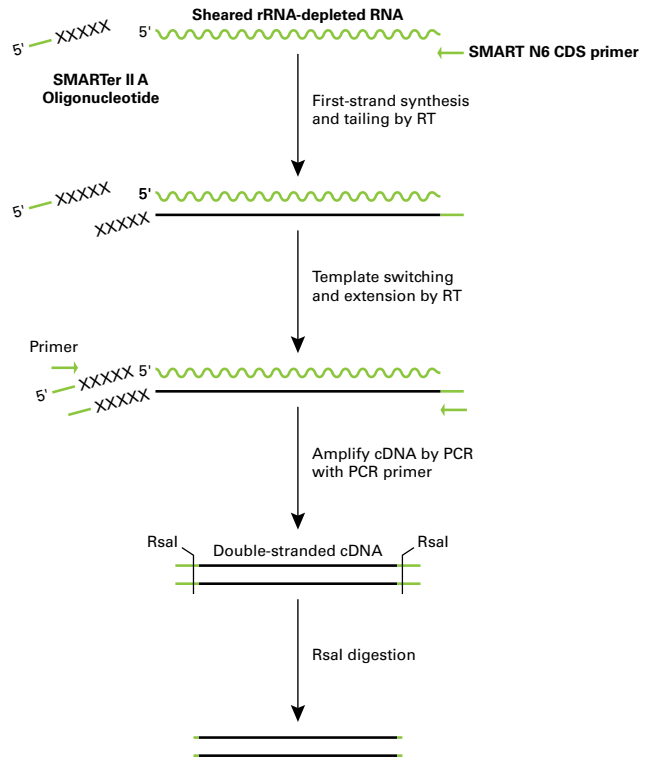 Sheared rRNA-depleted RNA
5' XXXXX
5'
SMART N6 CDS primer
SMARTer II A
Oligonucleotide
First-strand synthesis
and tailing by RT
5' XXXXX
5'
XXXXX
Template switching
and extension by RT
Primer
5' XXXXX 5'
XXXXX
Amplify cDNA by PCR
with PCR primer
RsaI
Double-stranded cDNA
RsaI
RsaI digestion